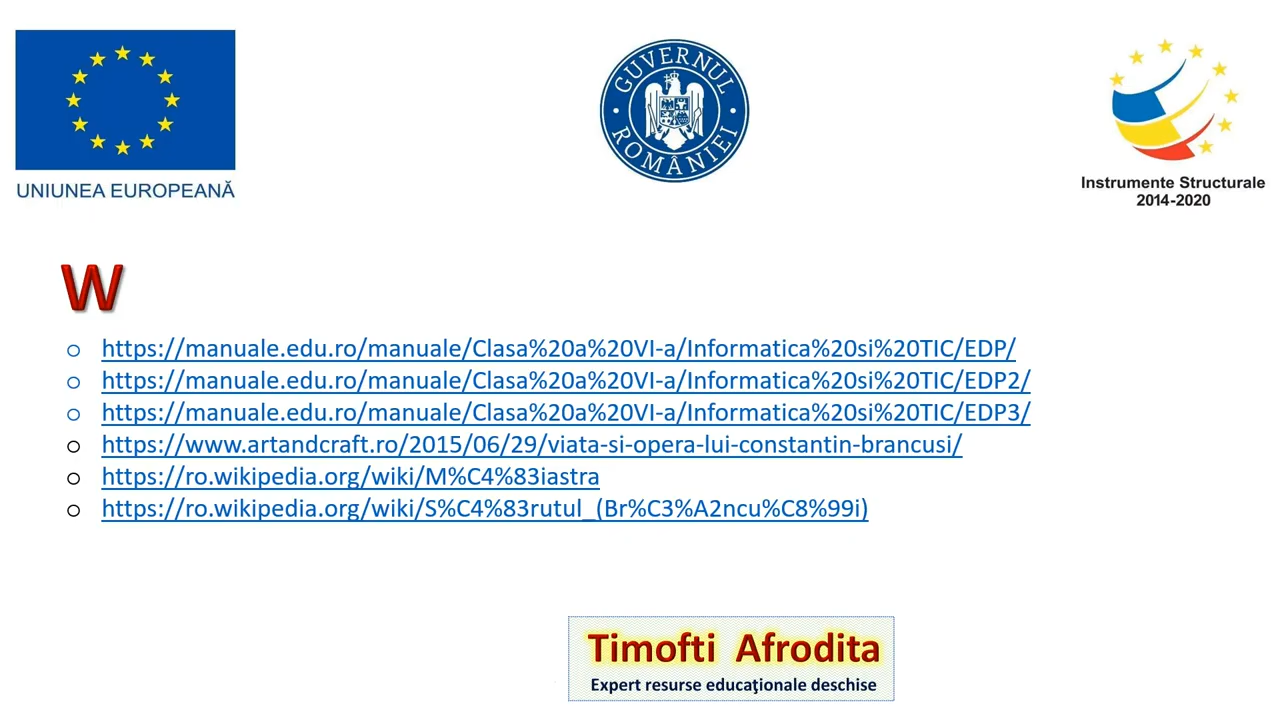 UNIUNEA EUROPEANĂ
GUVERNUL ROMÂNIEI
Instrumente Structurale
2014-2020
W
https://manuale.edu.ro/manuale/Clasa%20a%20VI-a/Informatica%20si%20TIC/EDP/
https://manuale.edu.ro/manuale/Clasa%20a%20VI-a/Informatica%20si%20TIC/EDP2/
https://manuale.edu.ro/manuale/Clasa%20a%20VI-a/Informatica%20si%20TIC/EDP3/
https://www.artandcraft.ro/2015/06/29/viata-si-opera-lui-constantin-brancusi/
https://ro.wikipedia.org/wiki/M%C4%83iastra
https://ro.wikipedia.org/wiki/S%C4%83rutul_(Br%C3%A2ncu%C8%99i)
Timofti Afrodita
Expert resurse educaţionale deschise